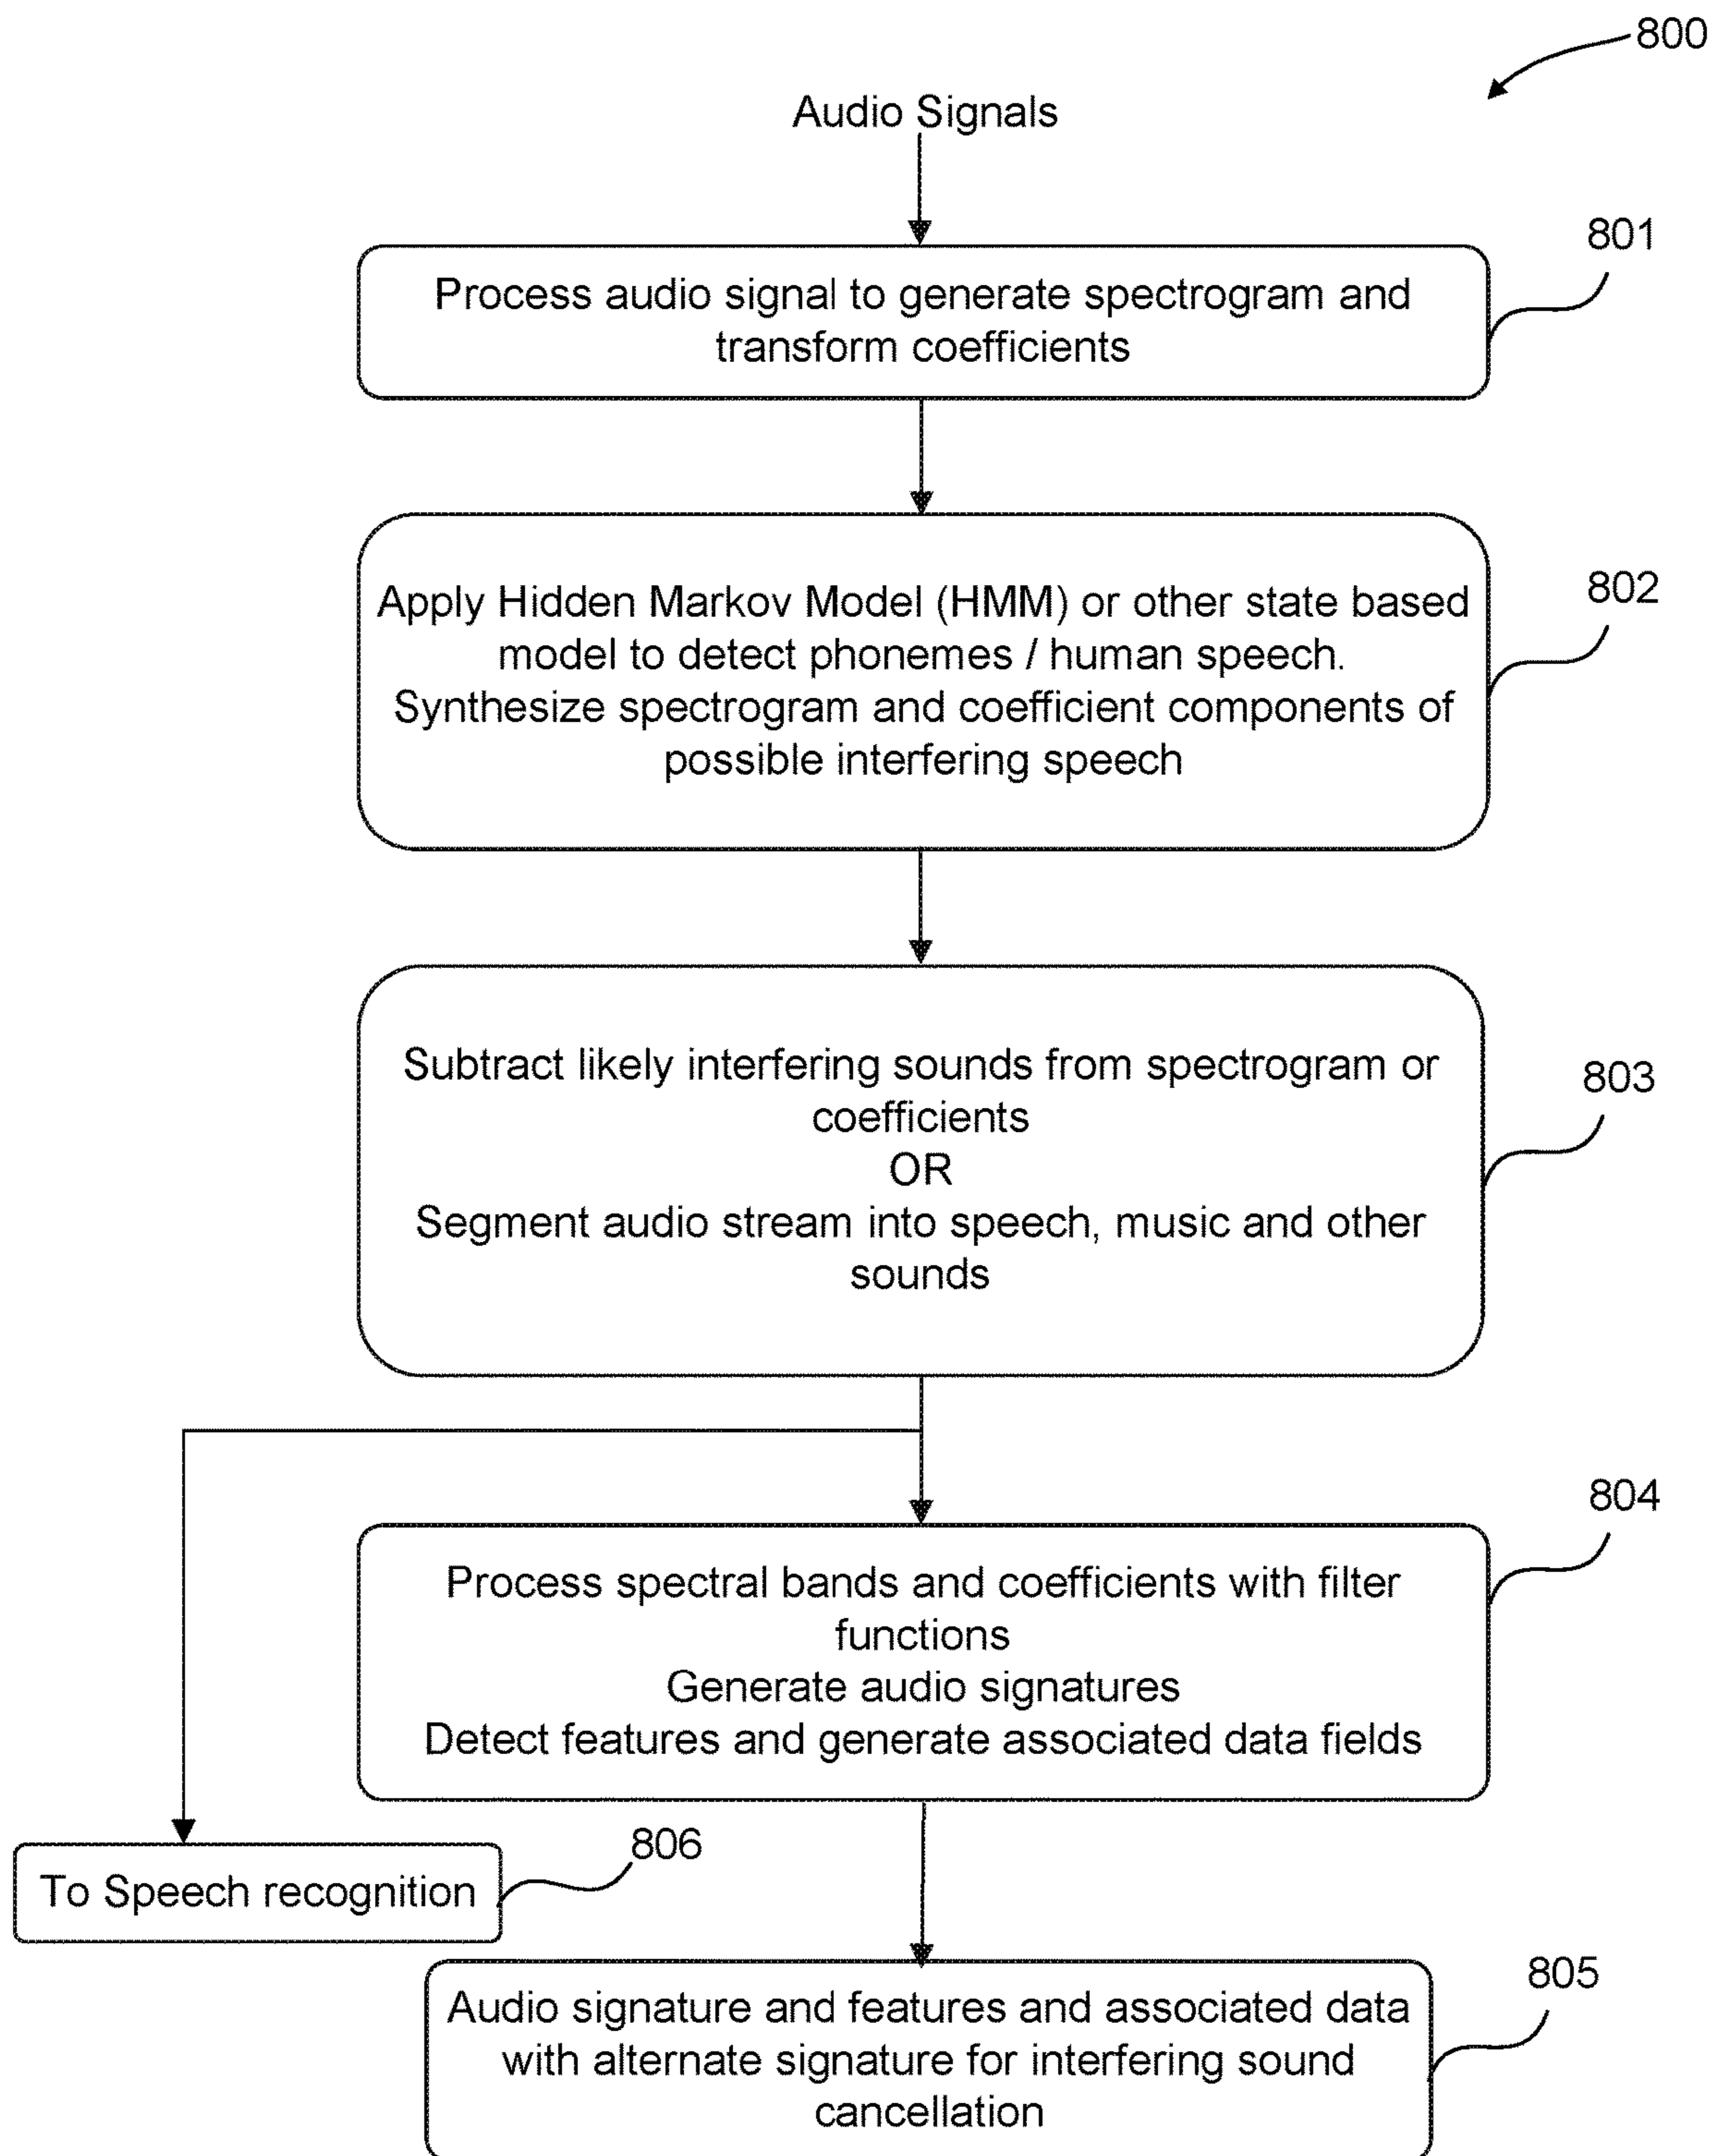 800
Audio Signals
801
Process audio signal to generate spectrogram and
transform coefficients
802
Apply Hidden Markov Model (HMM) or other state based
model to detect phonemes / human speech.
Synthesize spectrogram and coefficient components of
possible interfering speech
803
Subtract likely interfering sounds from spectrogram or
coefficients
OR
Segment audio stream into speech, music and other
sounds
804
Process spectral bands and coefficients with filter
functions
Generate audio signatures
Detect features and generate associated data fields
806
To Speech recognition
805
Audio signature and features and associated data
with alternate signature for interfering sound
cancellation